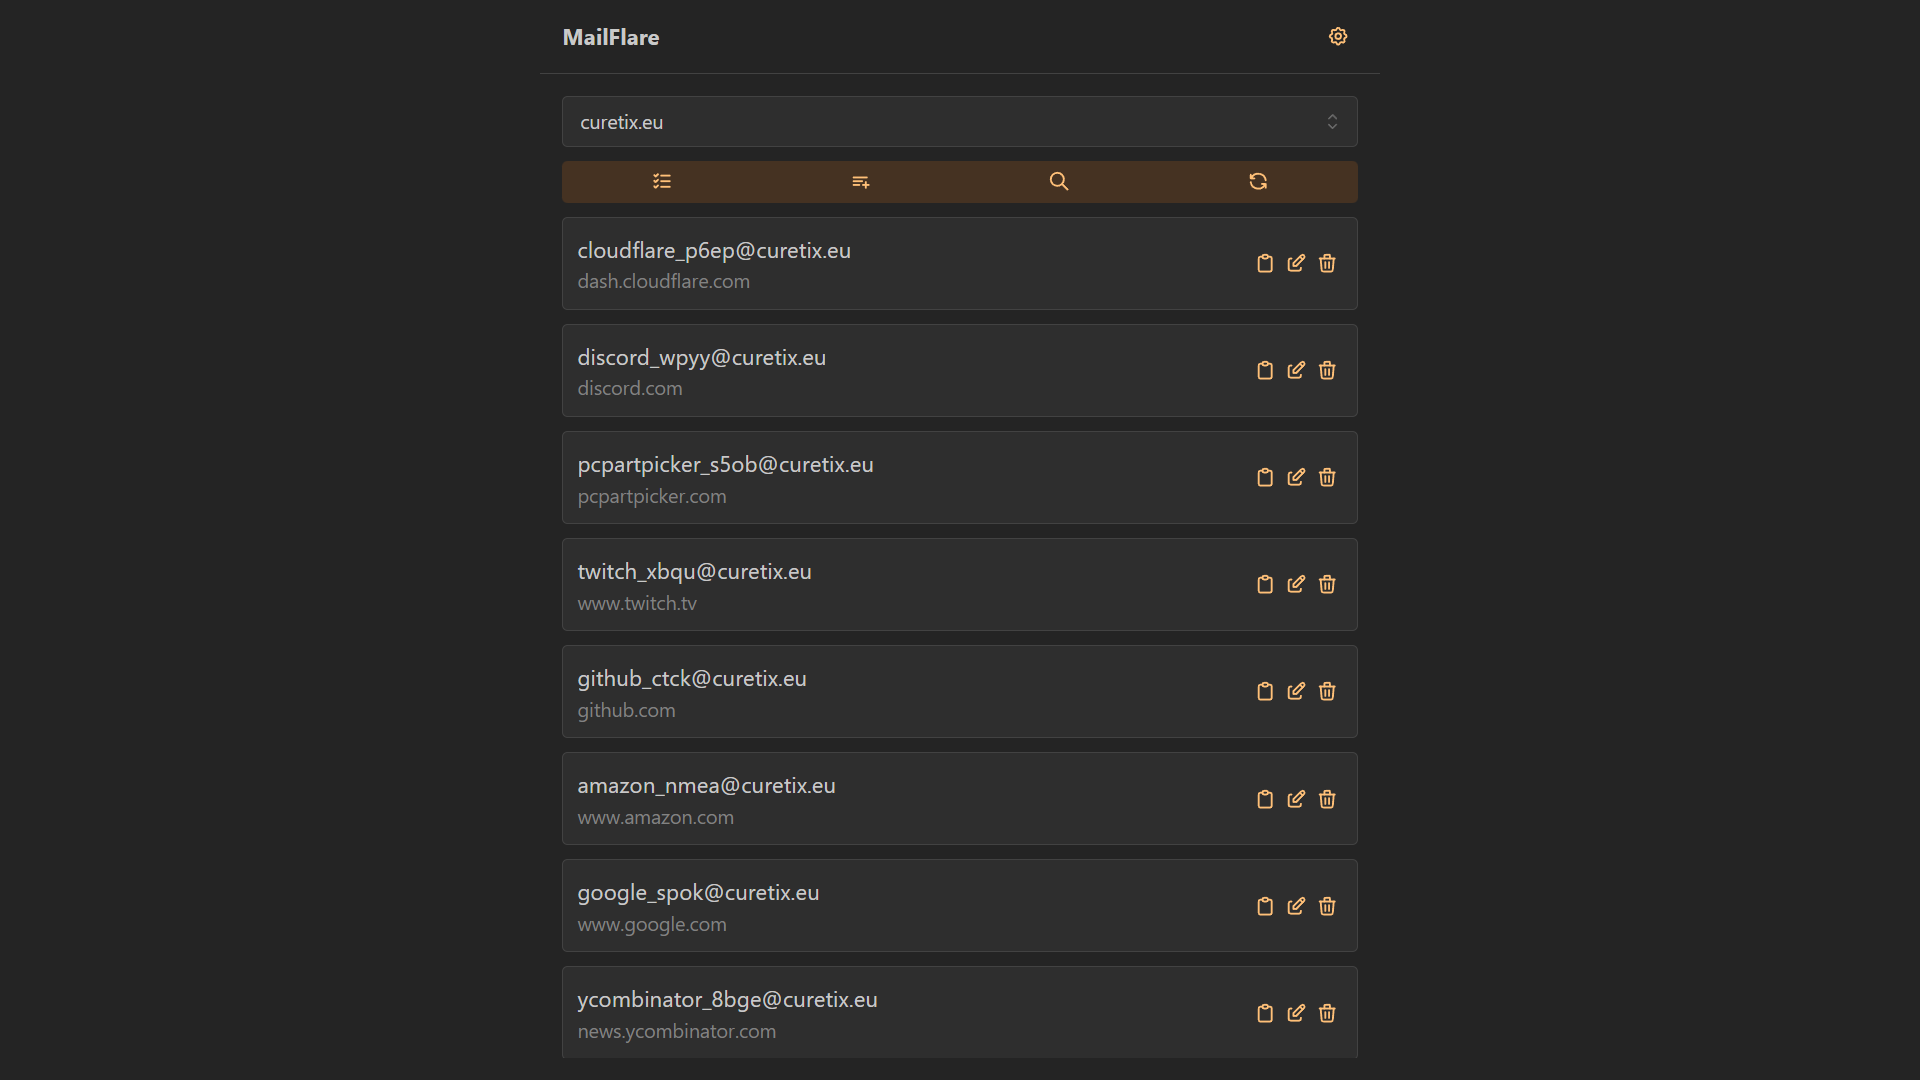 MailFlare
curetix.eu
cloudflare_p6ep@curetix.eu
dash.cloudflare.com
discord_wpyy@curetix.eu
discord.com
pcpartpicker_s5ob@curetix.eu
pcpartpicker.com
twitch_xbqu@curetix.eu
www.twitch.tv
github_ctck@curetix.eu
github.com
amazon_nmea@curetix.eu
www.amazon.com
google_spok@curetix.eu
www.google.com
ycombinator_8bge@curetix.eu
news.ycombinator.com